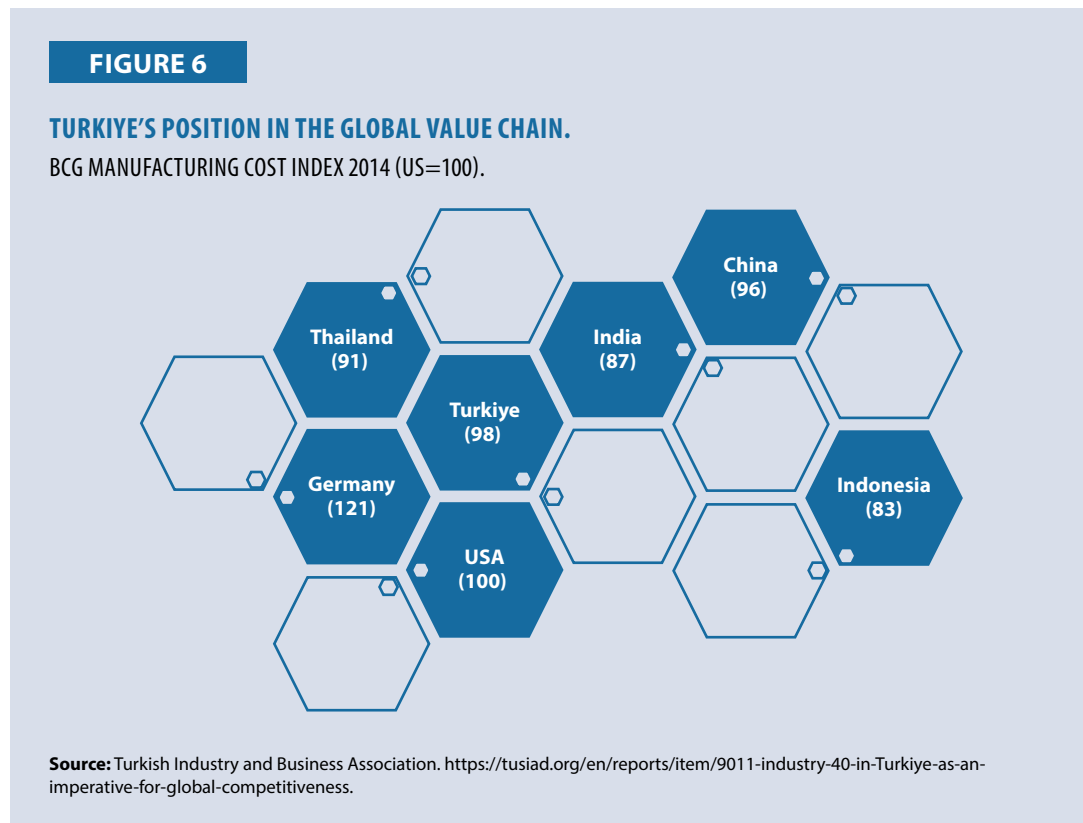 FIGURE 6
TURKIYE'S POSITION IN THE GLOBAL VALUE CHAIN.
BCG MANUFACTURING COST INDEX 2014 (US=100).
China
(96)
Thailand
(91)
India
(87)
Turkiye
(98)
Germany
(121)
Indonesia
(83)
USA
(100)
Source: Turkish Industry and Business Association. https://tusiad.org/en/reports/item/9011-industry-40-in-Turkiye-as-an-
imperative-for-global-competitiveness.